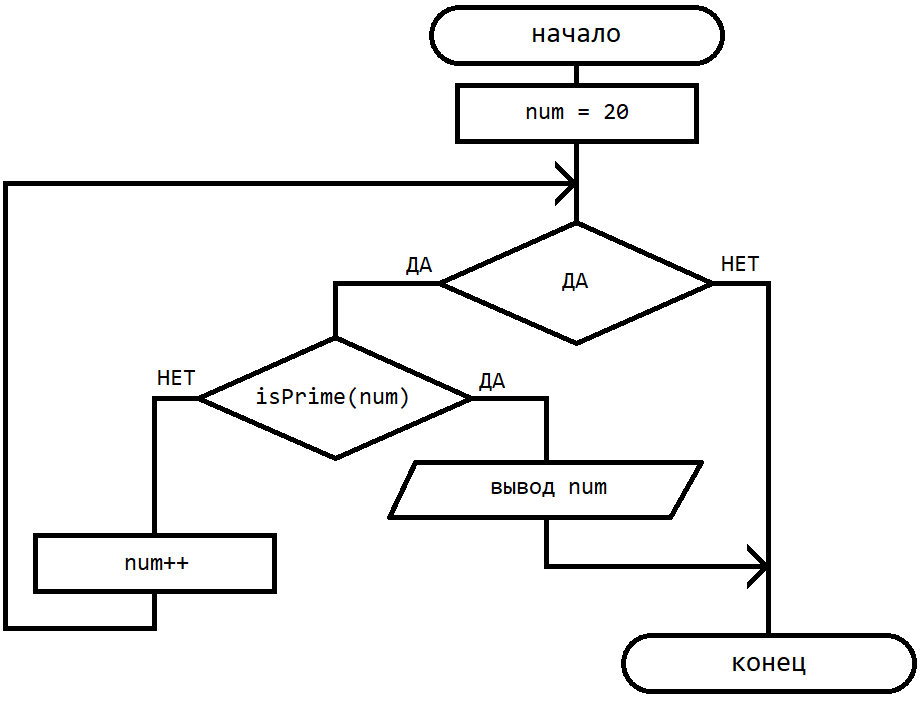 начало
num = 20
ДА
ДА
НЕТ
НЕТ
isPrime(num)
ДА
вывод num
num++
конец